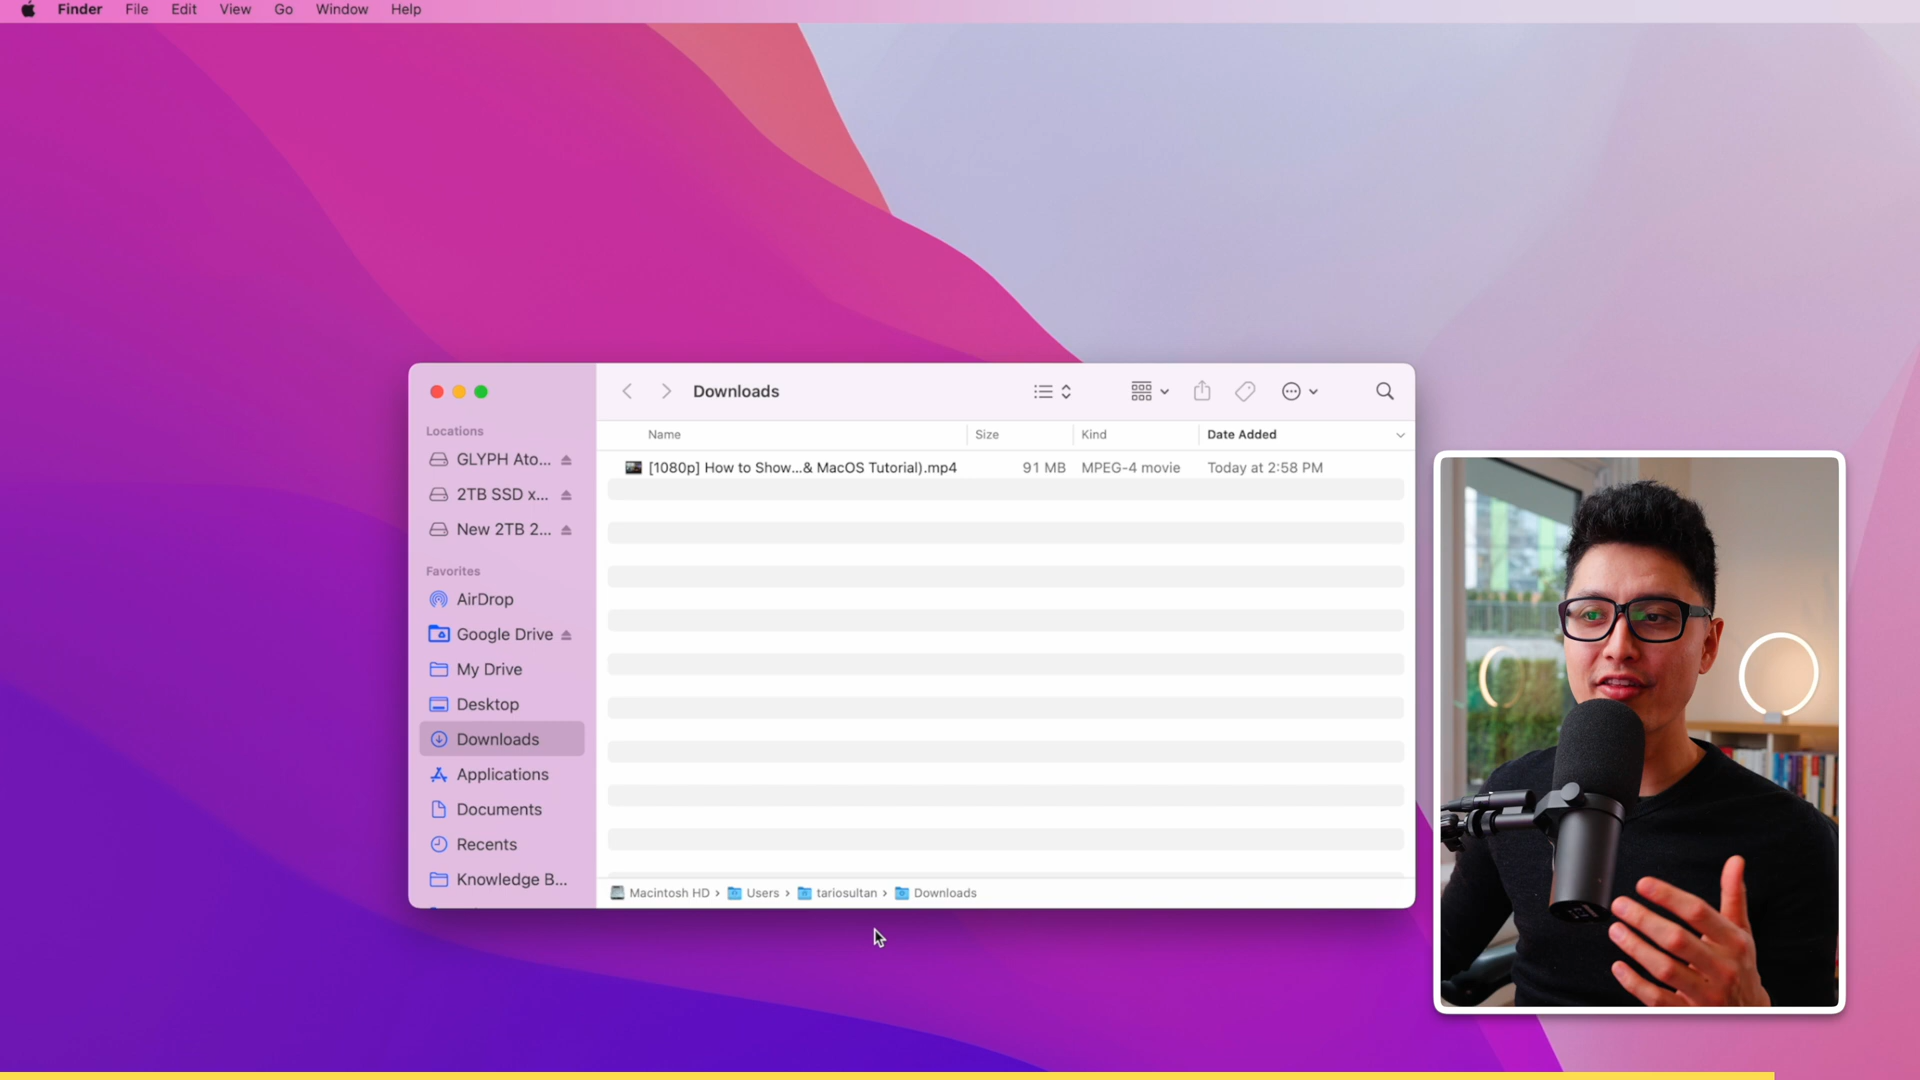 Finder File Edit View Go Window Help
Downloads
Locations
GLYPH Ato...
2TB SSD x...
New 2TB 2...
Favorites
AirDrop
Google Drive
My Drive
Desktop
Downloads
Applications
Documents
Recents
Knowledge B...
Name Size Kind Date Added
[1080p] How to Show...& MacOS Tutorial).mp4 91 MB MPEG-4 movie Today at 2:58 PM
Macintosh HD › Users › tariosultan › Downloads